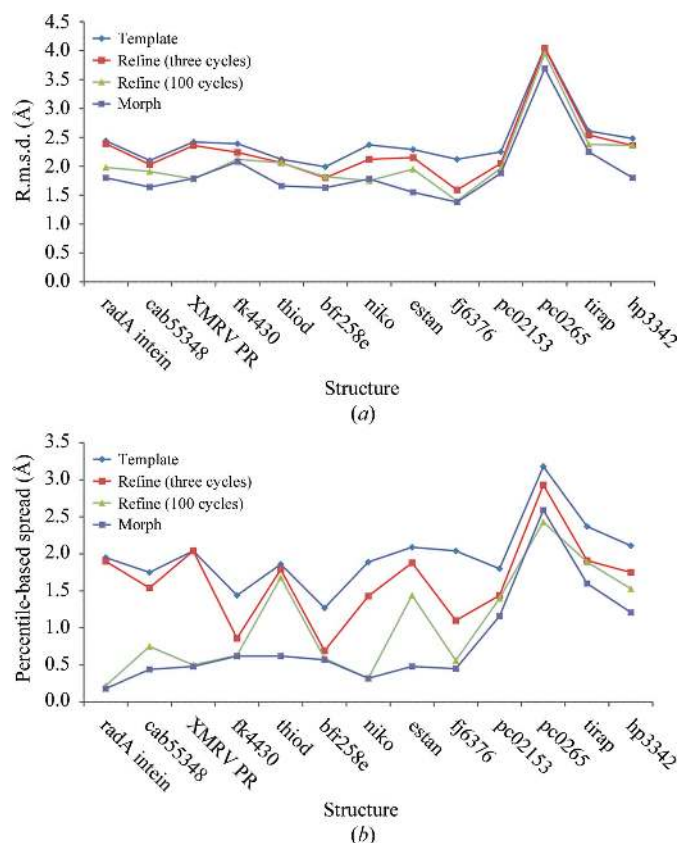 4.5
4.0
3.5
3.0
2.5
2.0
1.5
1.0
0.5
0.0
R.m.s.d. (Å)
Template
Refine (three cycles)
Refine (100 cycles)
Morph
radA intein
cab55348
XMRV PR
fk4430
thiod
bfr258e
niko
estan
fj6376
pc02153
pc0265
tirap
hp3342
Structure
(a)
3.5
3.0
2.5
2.0
1.5
1.0
0.5
0.0
Percentile-based spread (Å)
Template
Refine (three cycles)
Refine (100 cycles)
Morph
radA intein
cab55348
XMRV PR
fk4430
thiod
bfr258e
niko
estan
fj6376
pc02153
pc0265
tirap
hp3342
Structure
(b)